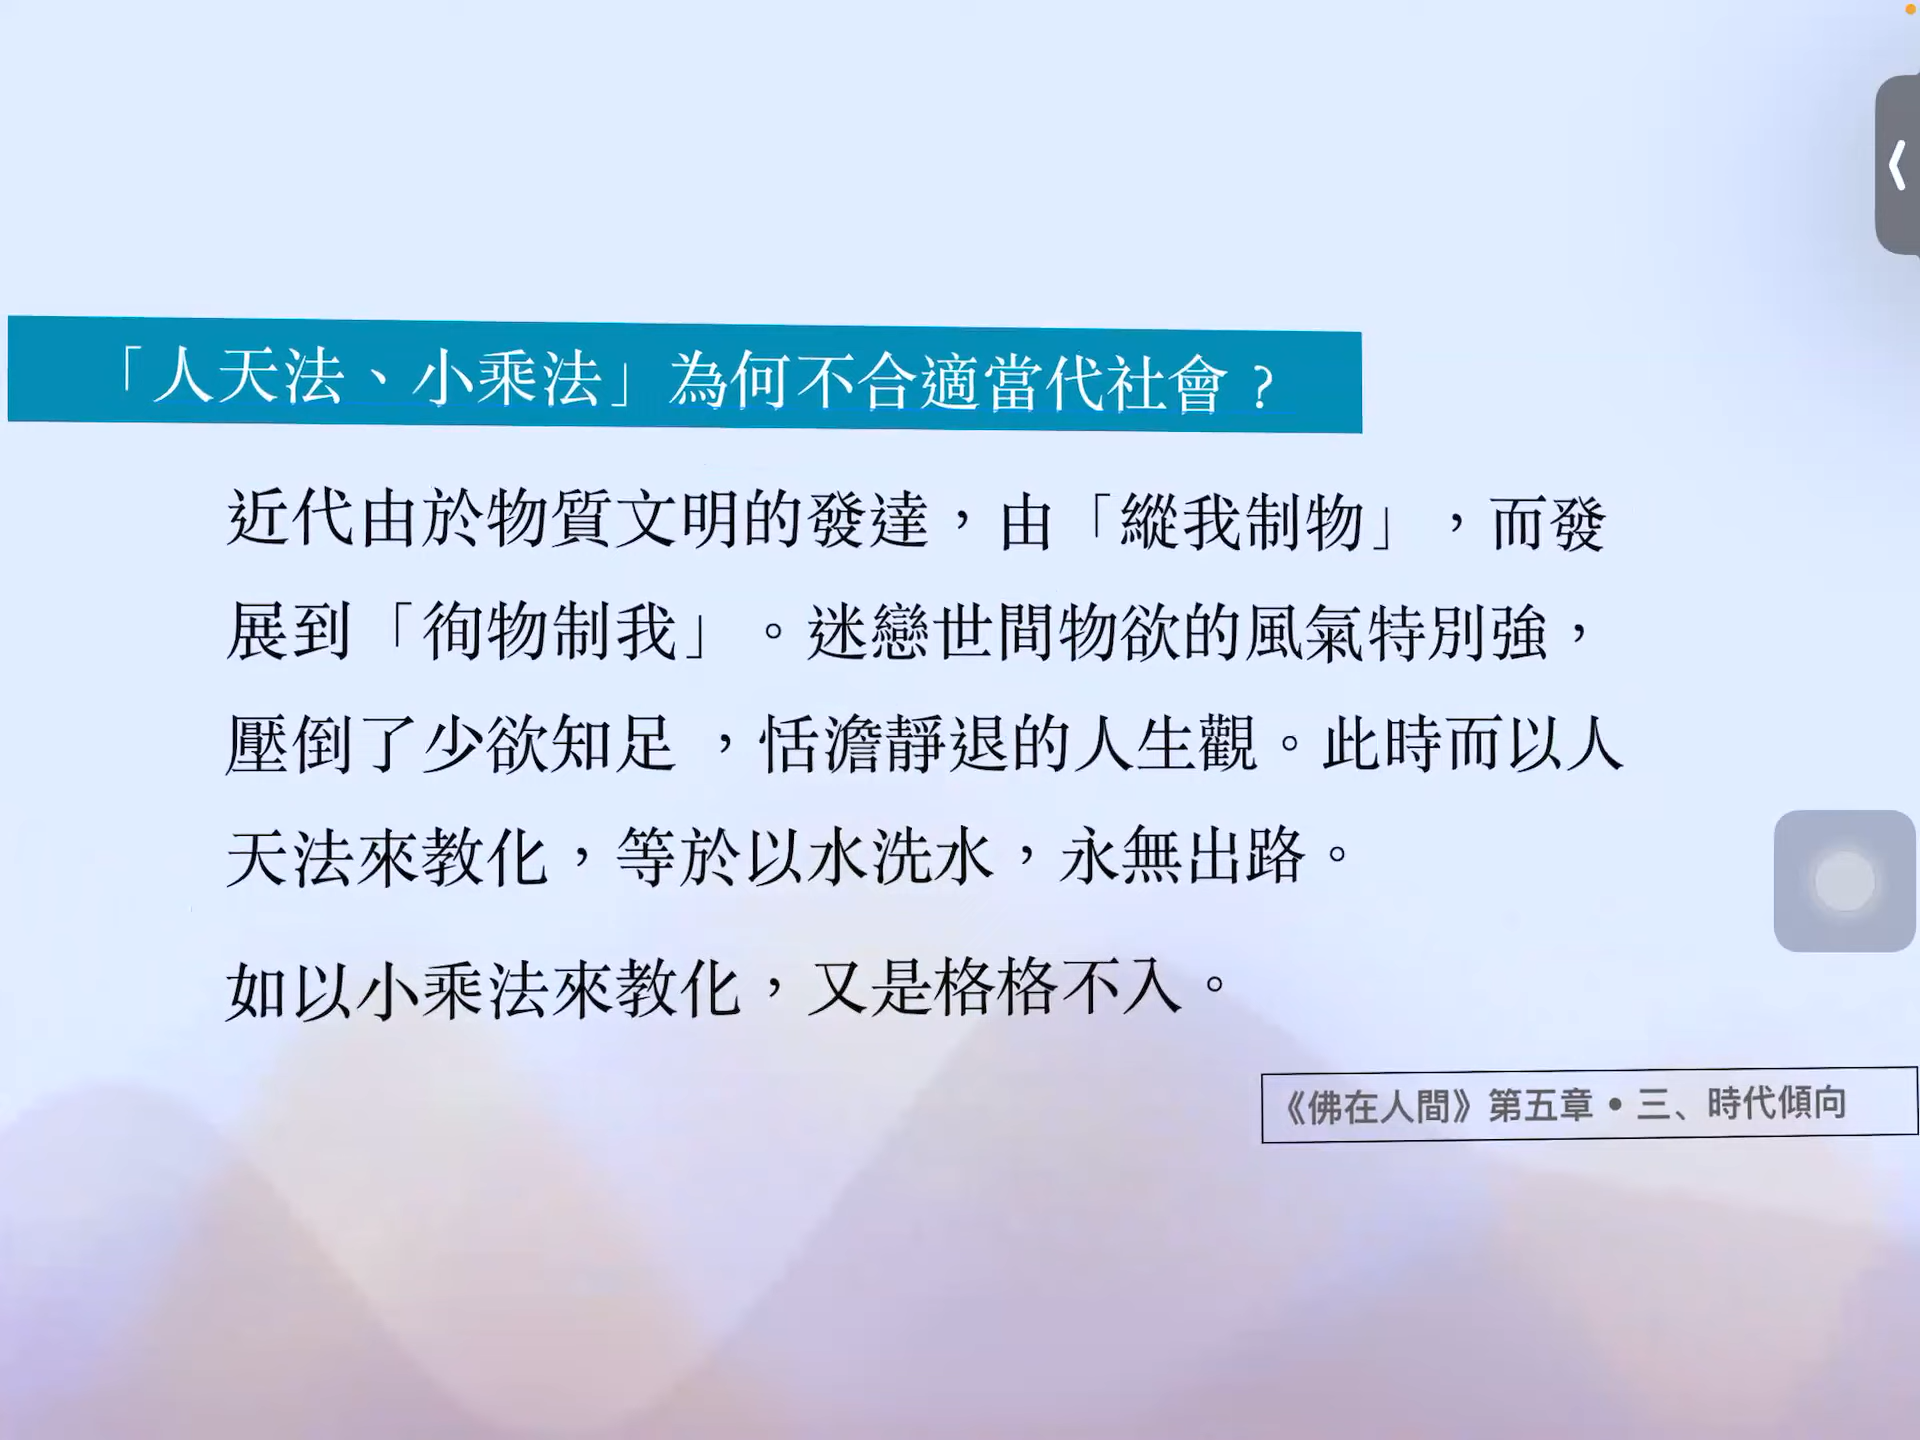 「人天法、小乘法」為何不合適當代社會？
近代由於物質文明的發達，由「縱我制物」，而發
展到「徇物制我」。迷戀世間物欲的風氣特別強，
壓倒了少欲知足，恬澹靜退的人生觀。此時而以人
天法來教化，等於以水洗水，永無出路。
如以小乘法來教化，又是格格不入。
《佛在人間》第五章•三、時代傾向